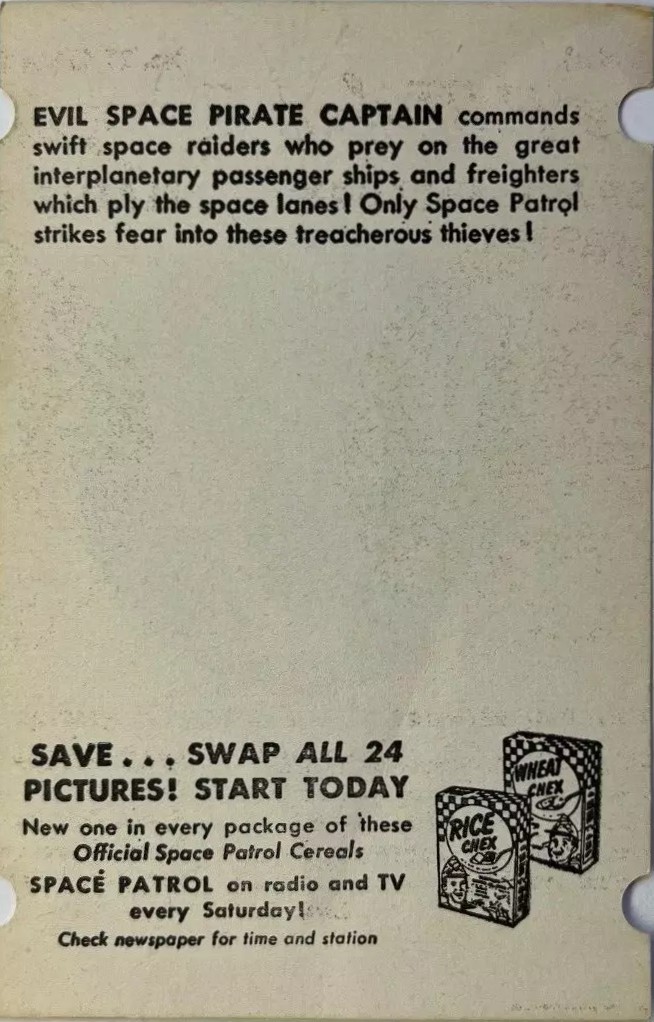 EVIL SPACE PIRATE CAPTAIN commands
swift space raiders who prey on the great
interplanetary passenger ships and freighters
which ply the space lanes! Only Space Patrol
strikes fear into these treacherous thieves!
SAVE... SWAP ALL 24
PICTURES! START TODAY
New one in every package of these
Official Space Patrol Cereals
SPACE PATROL on radio and TV
every Saturday!
Check newspaper for time and station
WHEAT
CHEX
RICE
CHEX